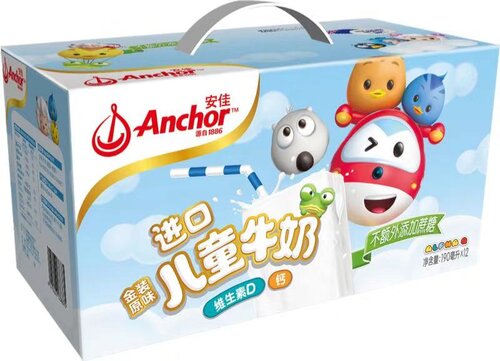 安佳
Anchor™
源自1886
进口
金装
原味
儿童牛奶
维生素D
钙
不额外添加蔗糖
净含量:190毫升×12